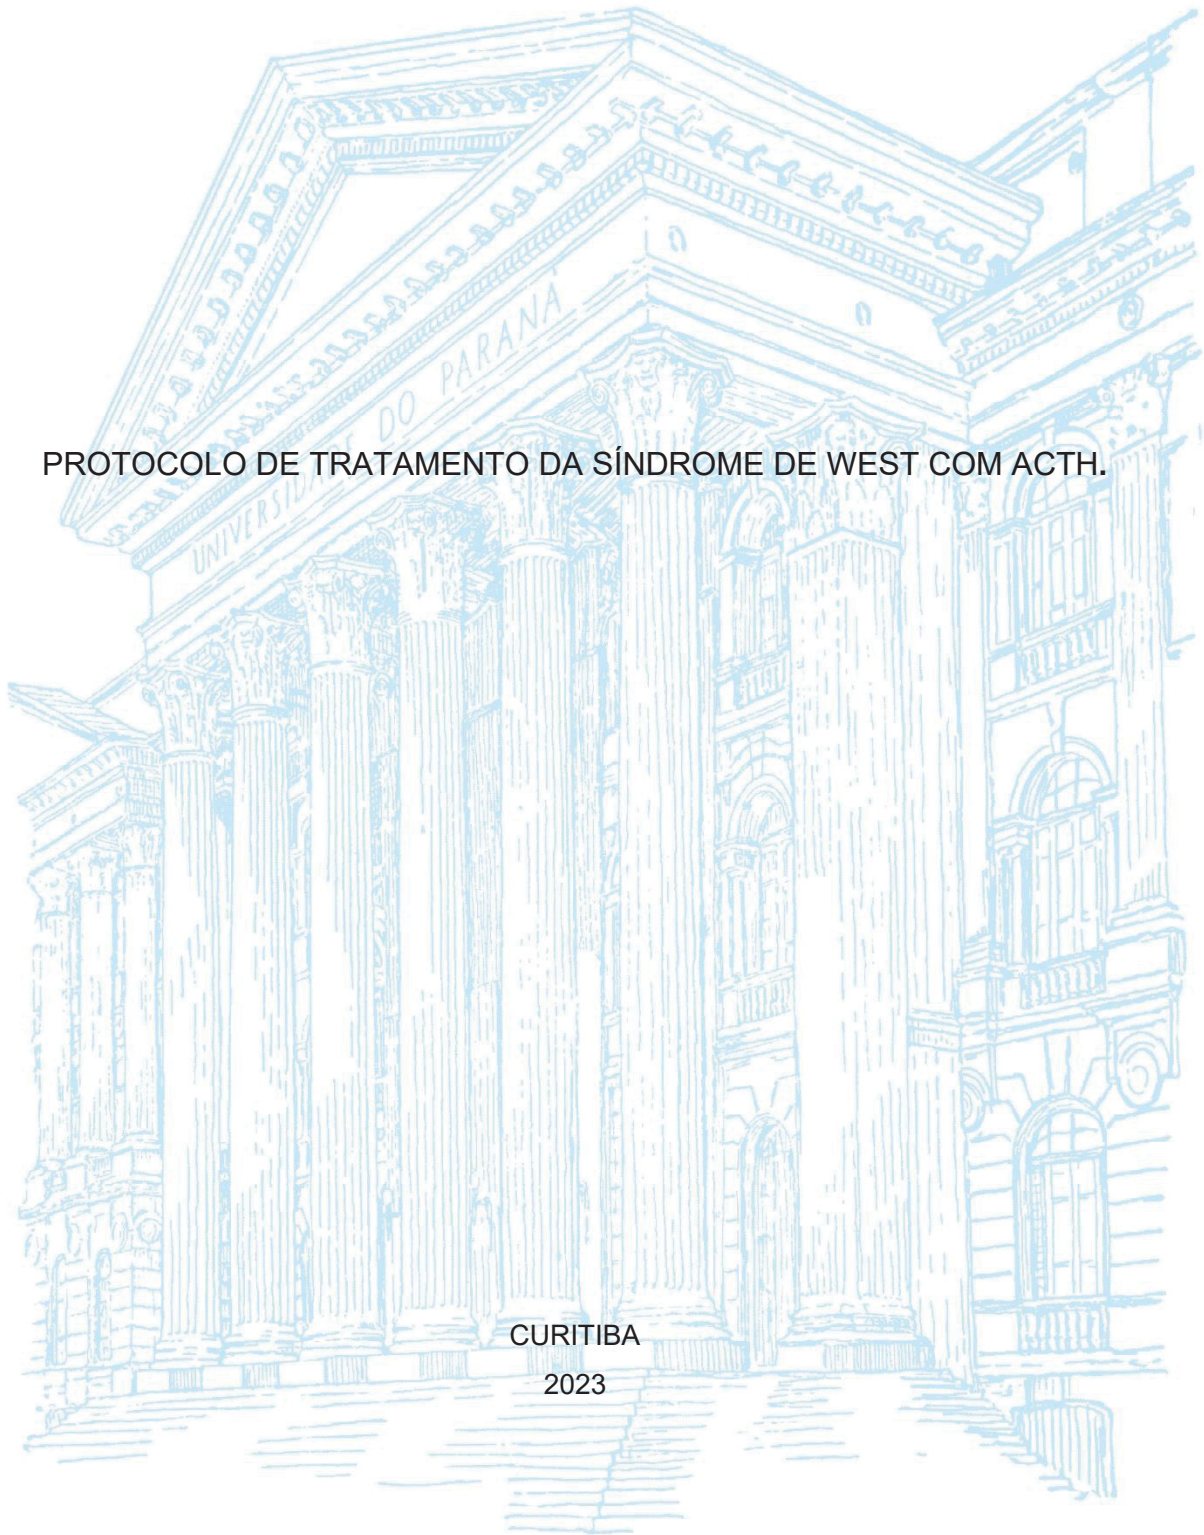 UNIVERSIDADE DO PARANÁ
PROTOCOLO DE TRATAMENTO DA SÍNDROME DE WEST COM ACTH.
CURITIBA
2023